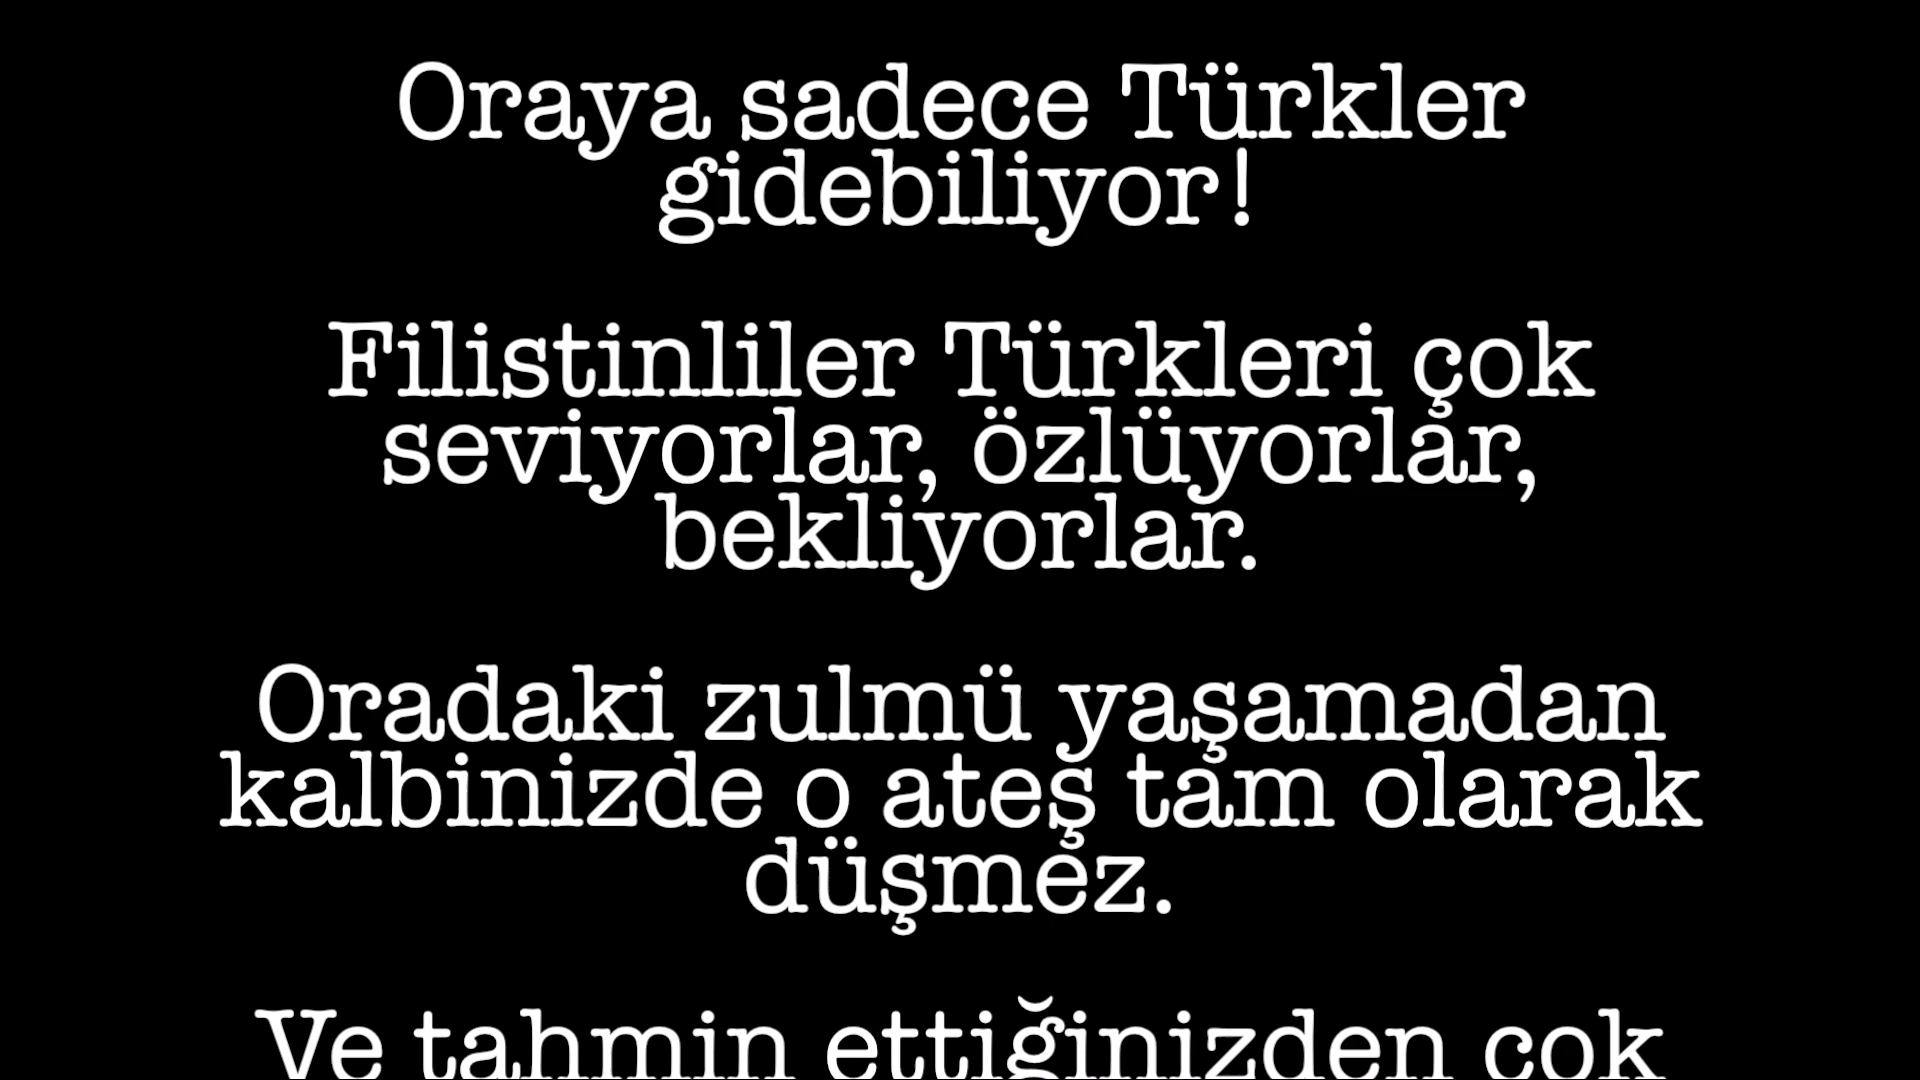 Oraya sadece Türkler
gidebiliyor!
Filistinliler Türkleri çok
seviyorlar, özlüyorlar,
bekliyorlar.
Oradaki zulmü yaşamadan
kalbinizde o ateş tam olarak
düşmez.
Ve tahmin ettiğinizden çok